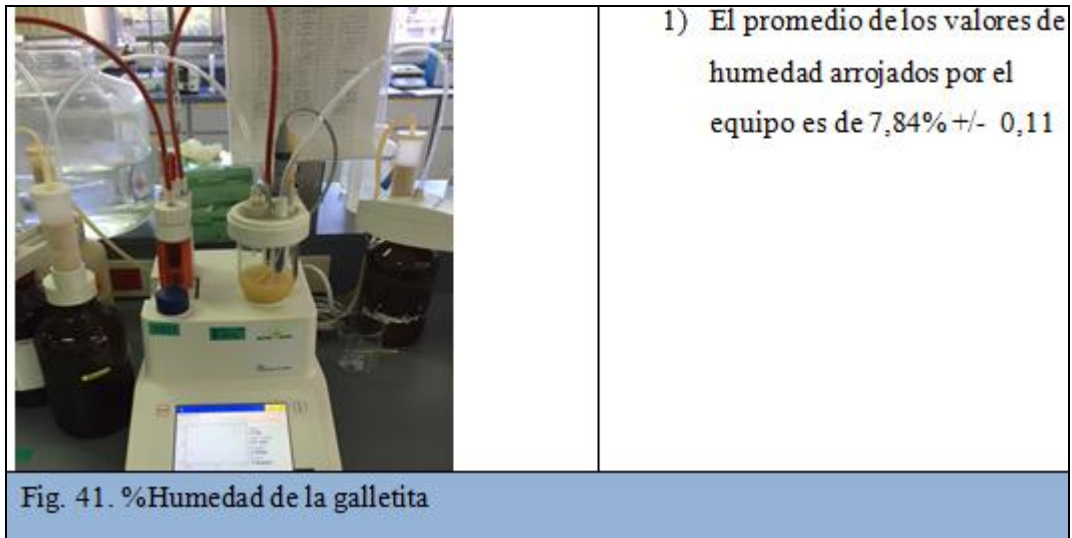 1) El promedio de los valores de
humedad arrojados por el
equipo es de 7,84% +/- 0,11
Fig. 41. %Humedad de la galletita